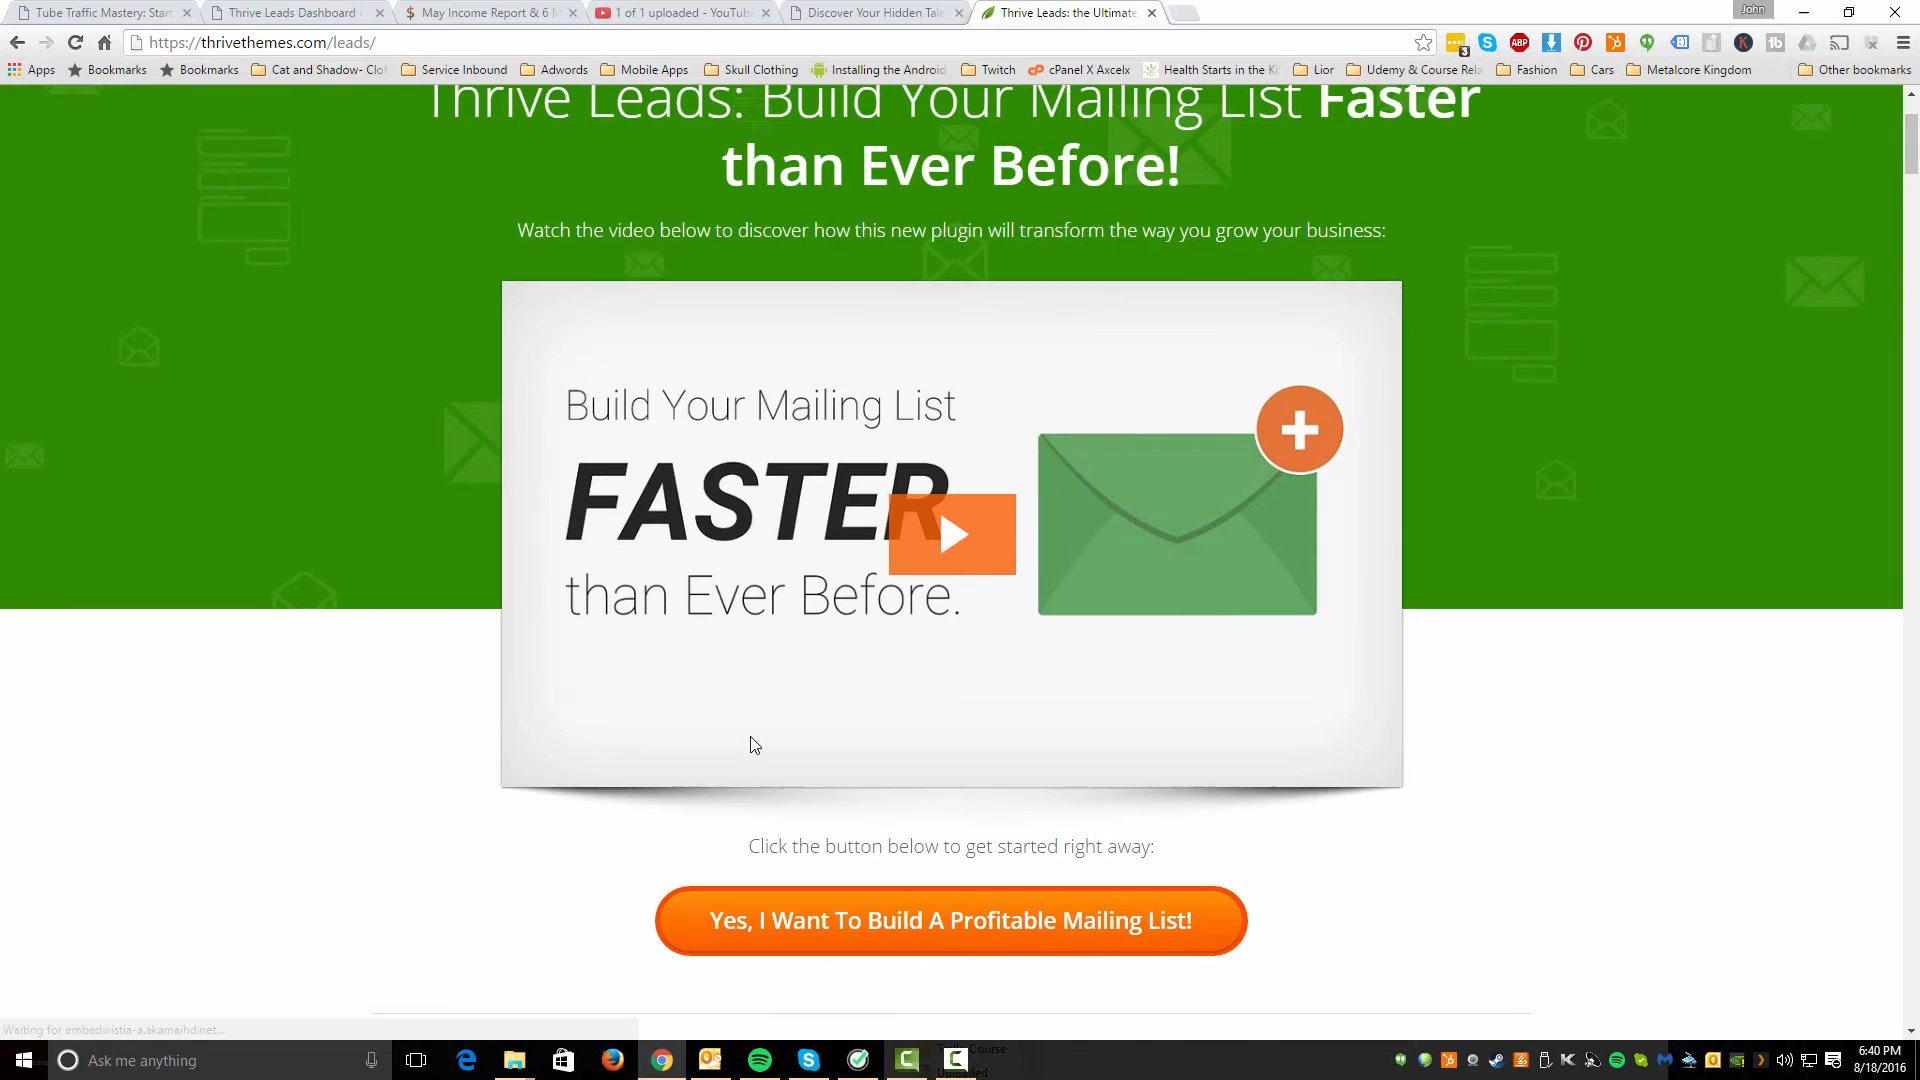 Tube Traffic Mastery: Start
Thrive Leads Dashboard
May Income Report & 6 M
1 of 1 uploaded - YouTub
Discover Your Hidden Tale
Thrive Leads: the Ultimate
John
https://thrivethemes.com/leads/
ABP
3
Apps
Bookmarks
Bookmarks
Cat and Shadow- Clot
Service Inbound
Adwords
Mobile Apps
Skull Clothing
Installing the Android
Twitch
cPanel X Axcelx
Health Starts in the Ki
Lior
Udemy & Course Rela
Fashion
Cars
Metalcore Kingdom
Other bookmarks
Thrive Leads: Build Your Mailing List Faster
than Ever Before!
Watch the video below to discover how this new plugin will transform the way you grow your business:
Build Your Mailing List
FASTER
than Ever Before.
Click the button below to get started right away:
Yes, I Want To Build A Profitable Mailing List!
Waiting for embedwistia-a.akamaihd.net...
Ask me anything
Course
Uploaded
6:40 PM
8/18/2016